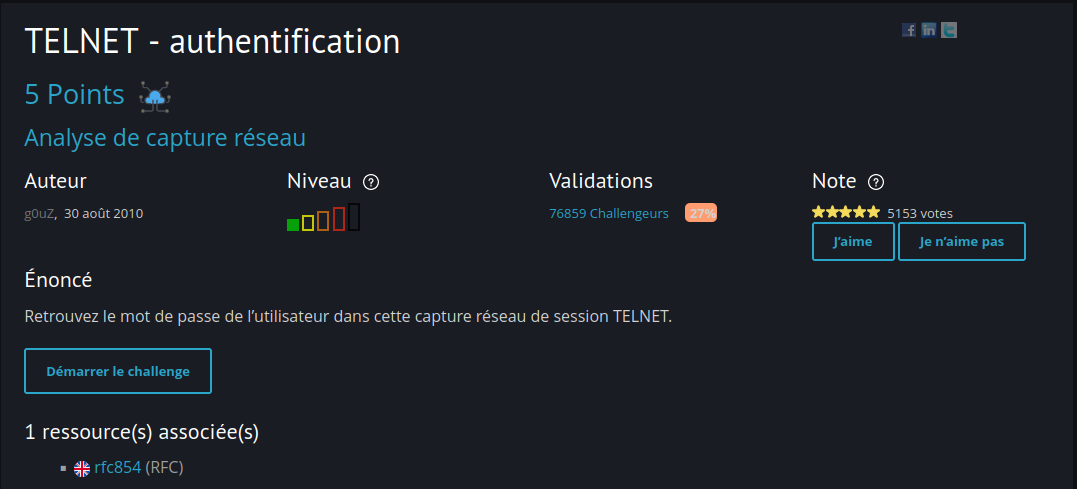 TELNET - authentification
5 Points
Analyse de capture réseau
Auteur
g0uZ, 30 août 2010
Niveau ?
Validations
76859 Challengeurs 27%
Note ?
5153 votes
J'aime
Je n'aime pas
Énoncé
Retrouvez le mot de passe de l'utilisateur dans cette capture réseau de session TELNET.
Démarrer le challenge
1 ressource(s) associée(s)
rfc854 (RFC)